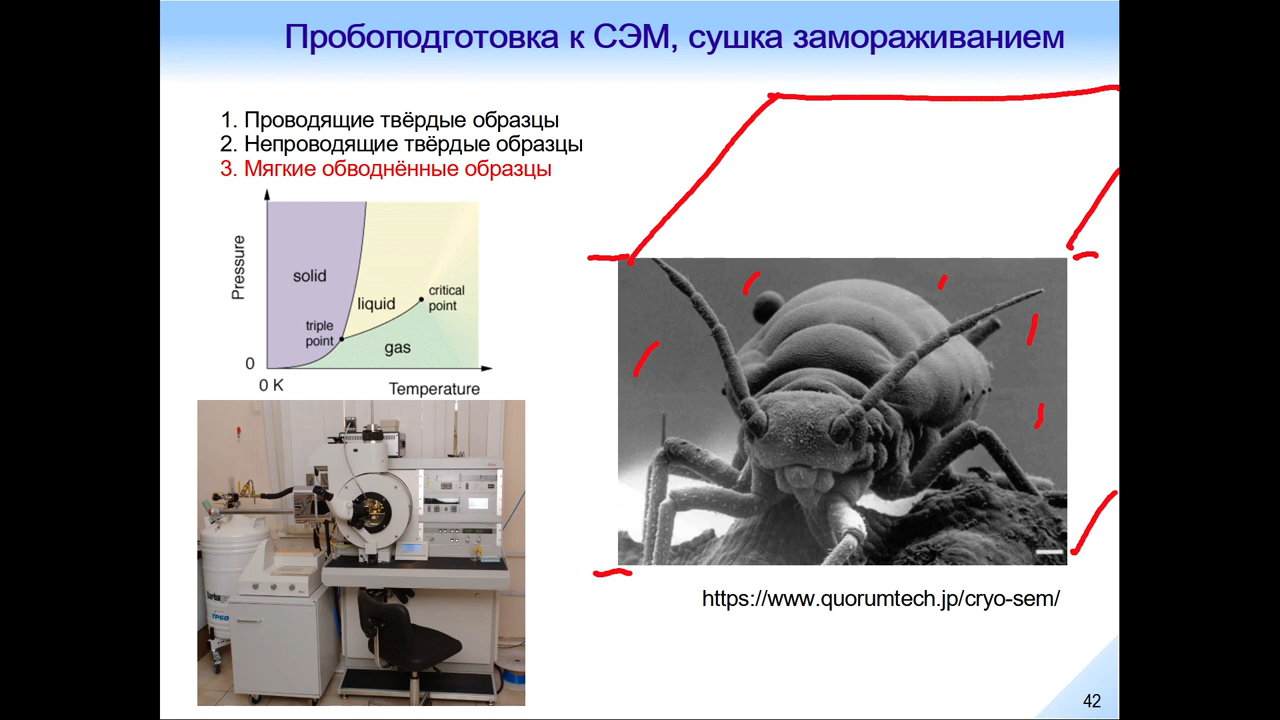 Пробоподготовка к СЭМ, сушка замораживанием
1. Проводящие твёрдые образцы
2. Непроводящие твёрдые образцы
3. Мягкие обводнённые образцы
Pressure
solid
liquid
critical
point
triple
point
gas
0
0 K
Temperature
TP60
https://www.quorumtech.jp/cryo-sem/
42